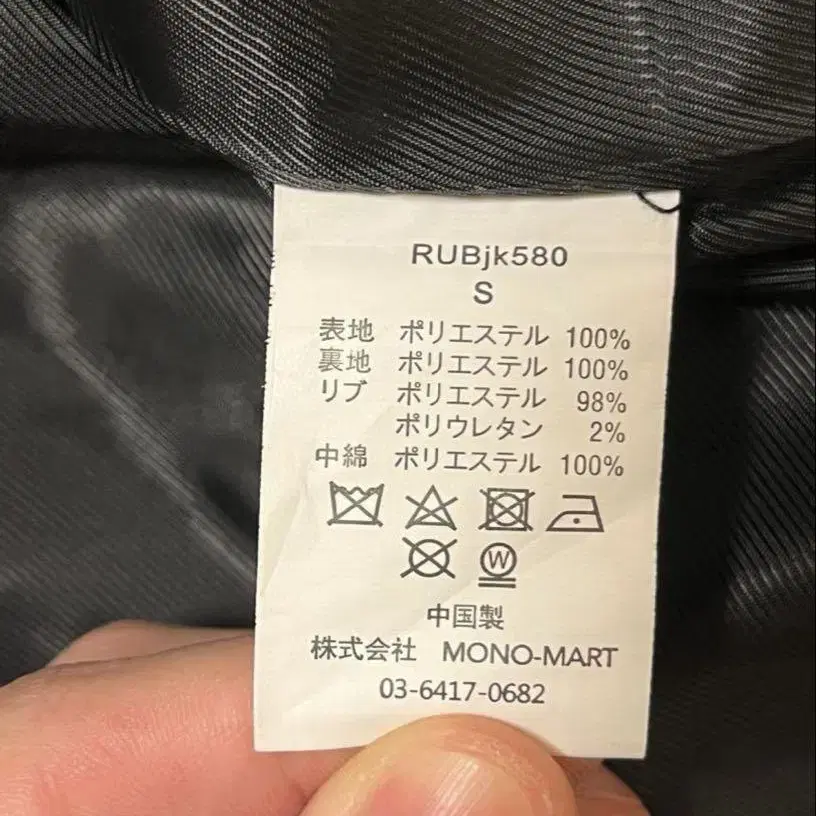 RUBjk580
S
表地 ポリエステル 100%
裏地 ポリエステル 100%
リブ ポリエステル 98%
ポリウレタン 2%
中綿 ポリエステル 100%
W
中国製
株式会社 MONO-MART
03-6417-0682